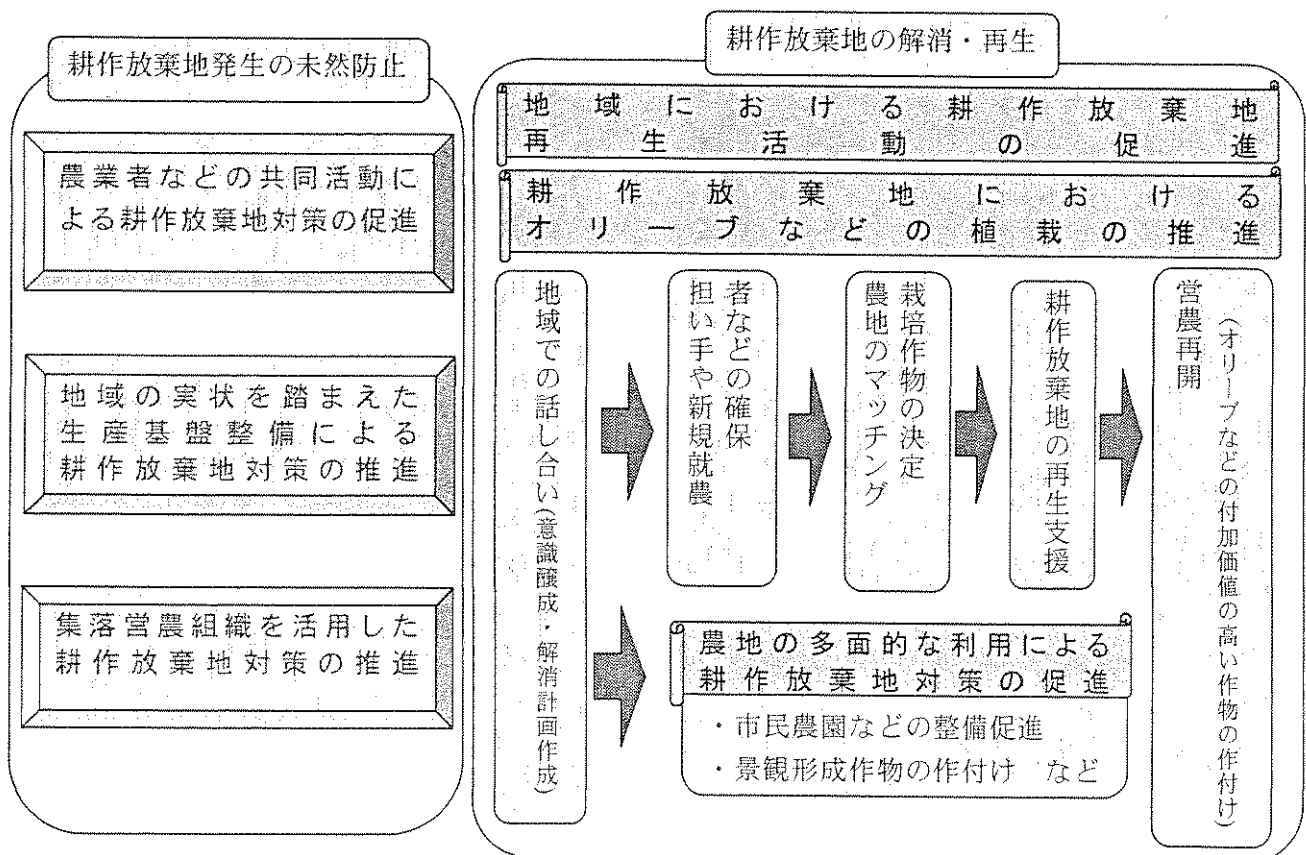 耕作放棄地発生の未然防止
農業者などの共同活動に
よる耕作放棄地対策の促進
地域の実状を踏まえた
生産基盤整備による
耕作放棄地対策の推進
集落営農組織を活用した
耕作放棄地対策の推進
耕作放棄地の解消・再生
地域における耕作放棄地
再生活動の促進
耕作放棄地における
オリーブなどの植栽の推進
地域での話し合い(意識醸成・解消計画作成)
担い手や新規就農
者などの確保
農地のマッチング
栽培作物の決定
耕作放棄地の再生支援
営農再開
(オリーブなどの付加価値の高い作物の作付け)
農地の多面的な利用による
耕作放棄地対策の促進
・市民農園などの整備促進
・景観形成作物の作付け など